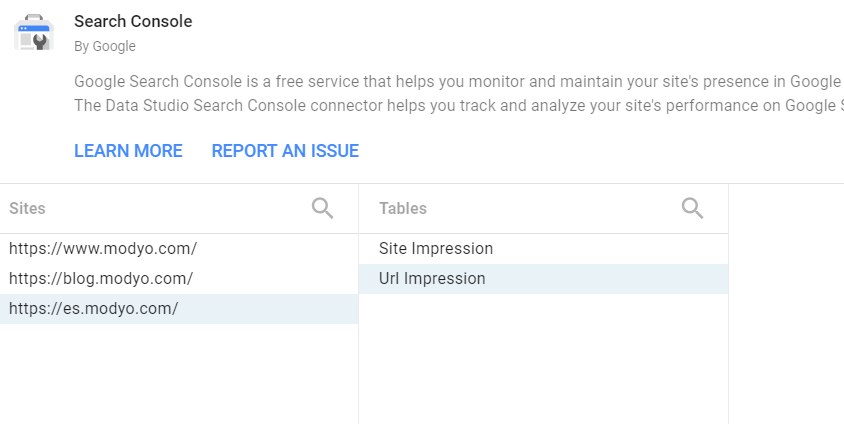 Search Console
By Google
Google Search Console is a free service that helps you monitor and maintain your site's presence in Google
The Data Studio Search Console connector helps you track and analyze your site's performance on Google
LEARN MORE REPORT AN ISSUE
Sites Tables
https://www.modyo.com/ Site Impression
https://blog.modyo.com/ Url Impression
https://es.modyo.com/